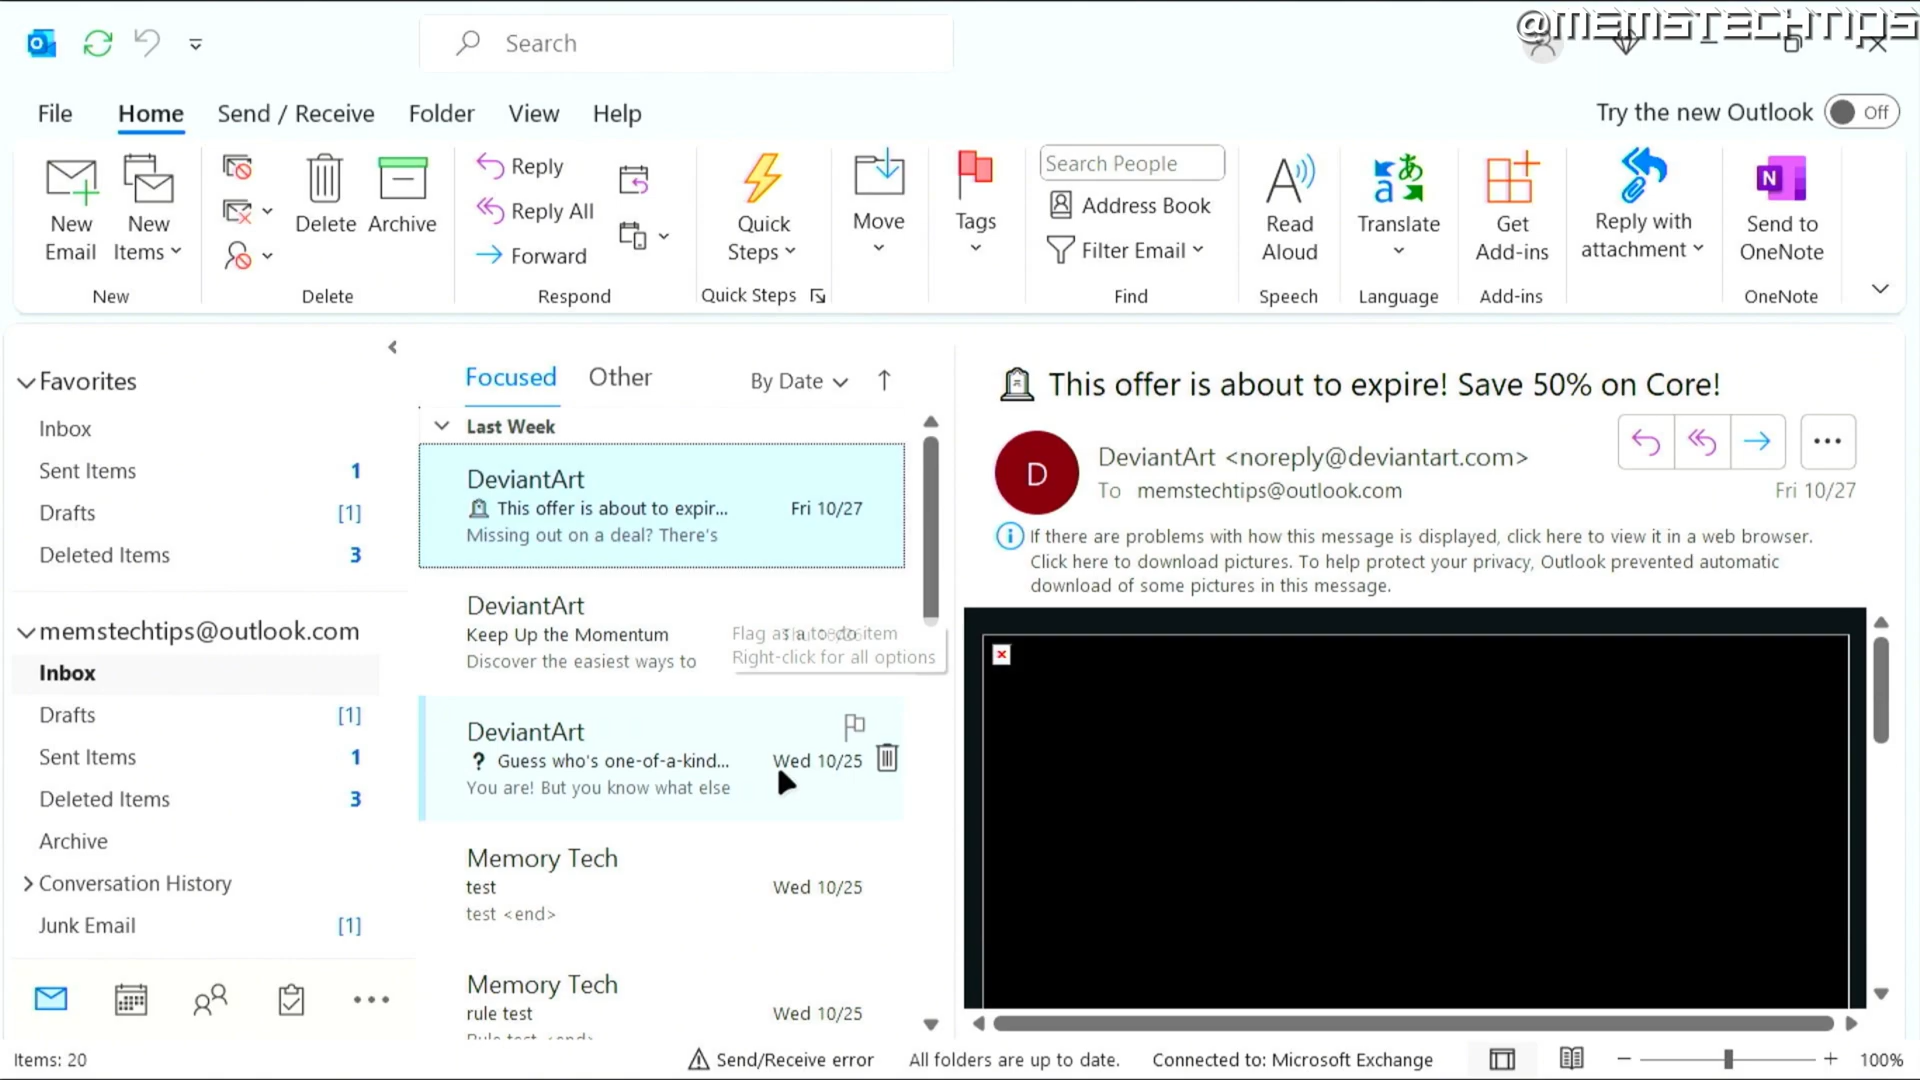 @MEMSTECHTIPS
Search
File Home Send / Receive Folder View Help
Try the new Outlook Off
New Email
New Items
Delete
Archive
Reply
Reply All
Forward
Quick Steps
Move
Tags
Search People
Address Book
Filter Email
Read Aloud
Translate
Get Add-ins
Reply with attachment
Send to OneNote
New Delete Respond Quick Steps Find Speech Language Add-ins OneNote
Favorites
Inbox
Sent Items 1
Drafts [1]
Deleted Items 3
memstechtips@outlook.com
Inbox
Drafts [1]
Sent Items 1
Deleted Items 3
Archive
Conversation History
Junk Email [1]
Focused Other By Date
Last Week
DeviantArt
This offer is about to expir... Fri 10/27
Missing out on a deal? There's
DeviantArt
Keep Up the Momentum
Discover the easiest ways to
Flag as a to-do item
Right-click for all options
DeviantArt
? Guess who's one-of-a-kind... Wed 10/25
You are! But you know what else
Memory Tech
test Wed 10/25
test <end>
Memory Tech
rule test Wed 10/25
Rule test <end>
This offer is about to expire! Save 50% on Core!
D
DeviantArt <noreply@deviantart.com>
To memstechtips@outlook.com Fri 10/27
If there are problems with how this message is displayed, click here to view it in a web browser.
Click here to download pictures. To help protect your privacy, Outlook prevented automatic
download of some pictures in this message.
Items: 20 Send/Receive error All folders are up to date. Connected to: Microsoft Exchange 100%